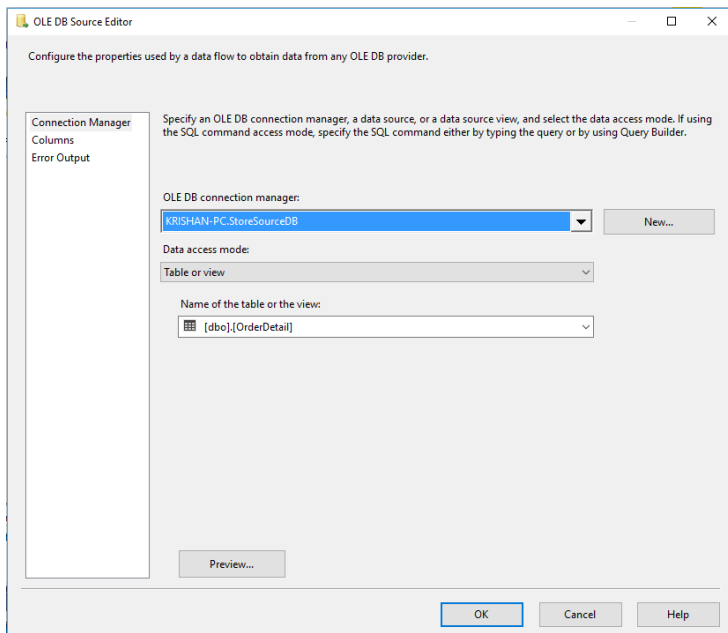 OLE DB Source Editor
Configure the properties used by a data flow to obtain data from any OLE DB provider.
Connection Manager
Columns
Error Output
Specify an OLE DB connection manager, a data source, or a data source view, and select the data access mode. If using
the SQL command access mode, specify the SQL command either by typing the query or by using Query Builder.
OLE DB connection manager:
KRISHAN-PC.StoreSourceDB
New...
Data access mode:
Table or view
Name of the table or the view:
[dbo].[OrderDetail]
Preview...
OK
Cancel
Help